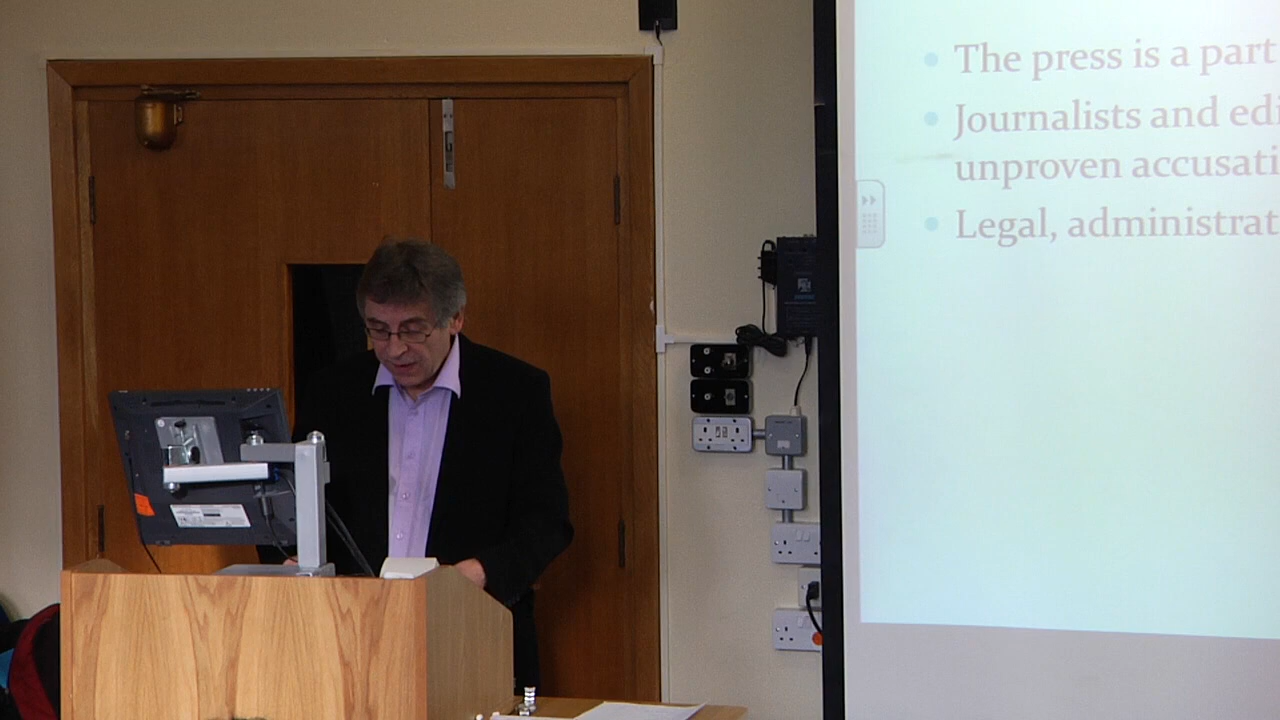 The press is a part
Journalists and edi
unproven accusati
Legal, administrat